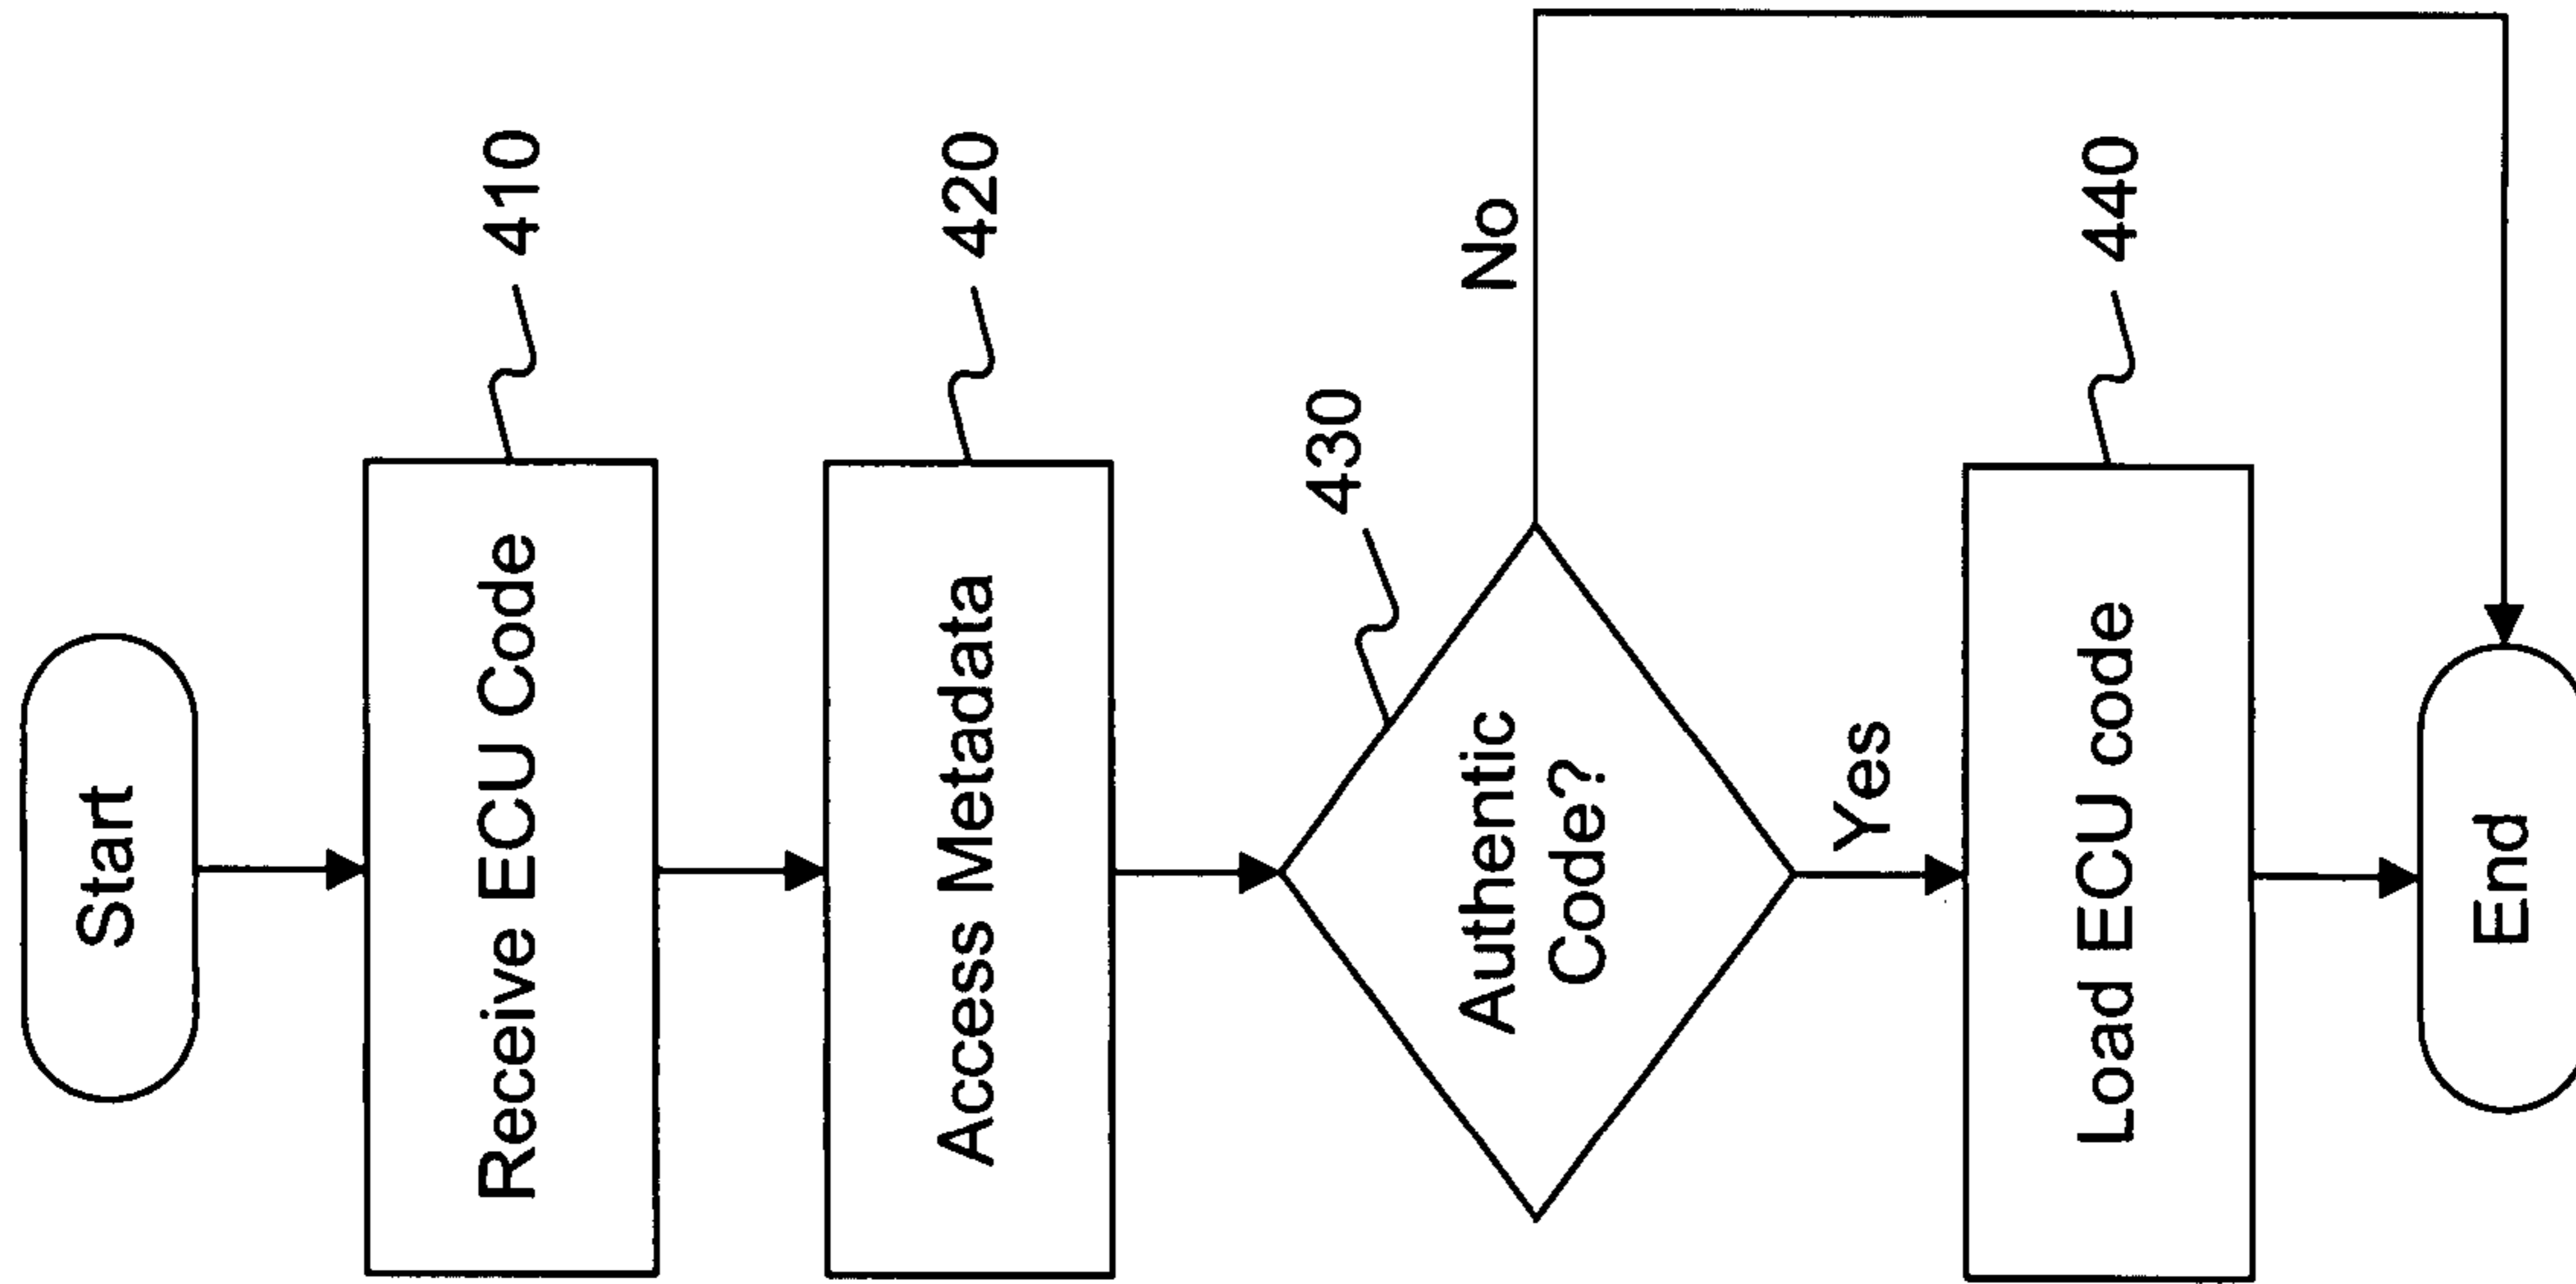 Start
Receive ECU Code
410
Access Metadata
420
Authentic
Code?
430
No
Yes
Load ECU code
440
End